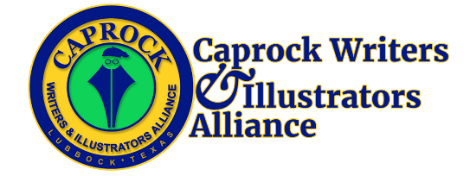 CAPROCK
WRITERS & ILLUSTRATORS ALLIANCE
LUBBOCK * TEXAS
Caprock Writers
& Illustrators
Alliance